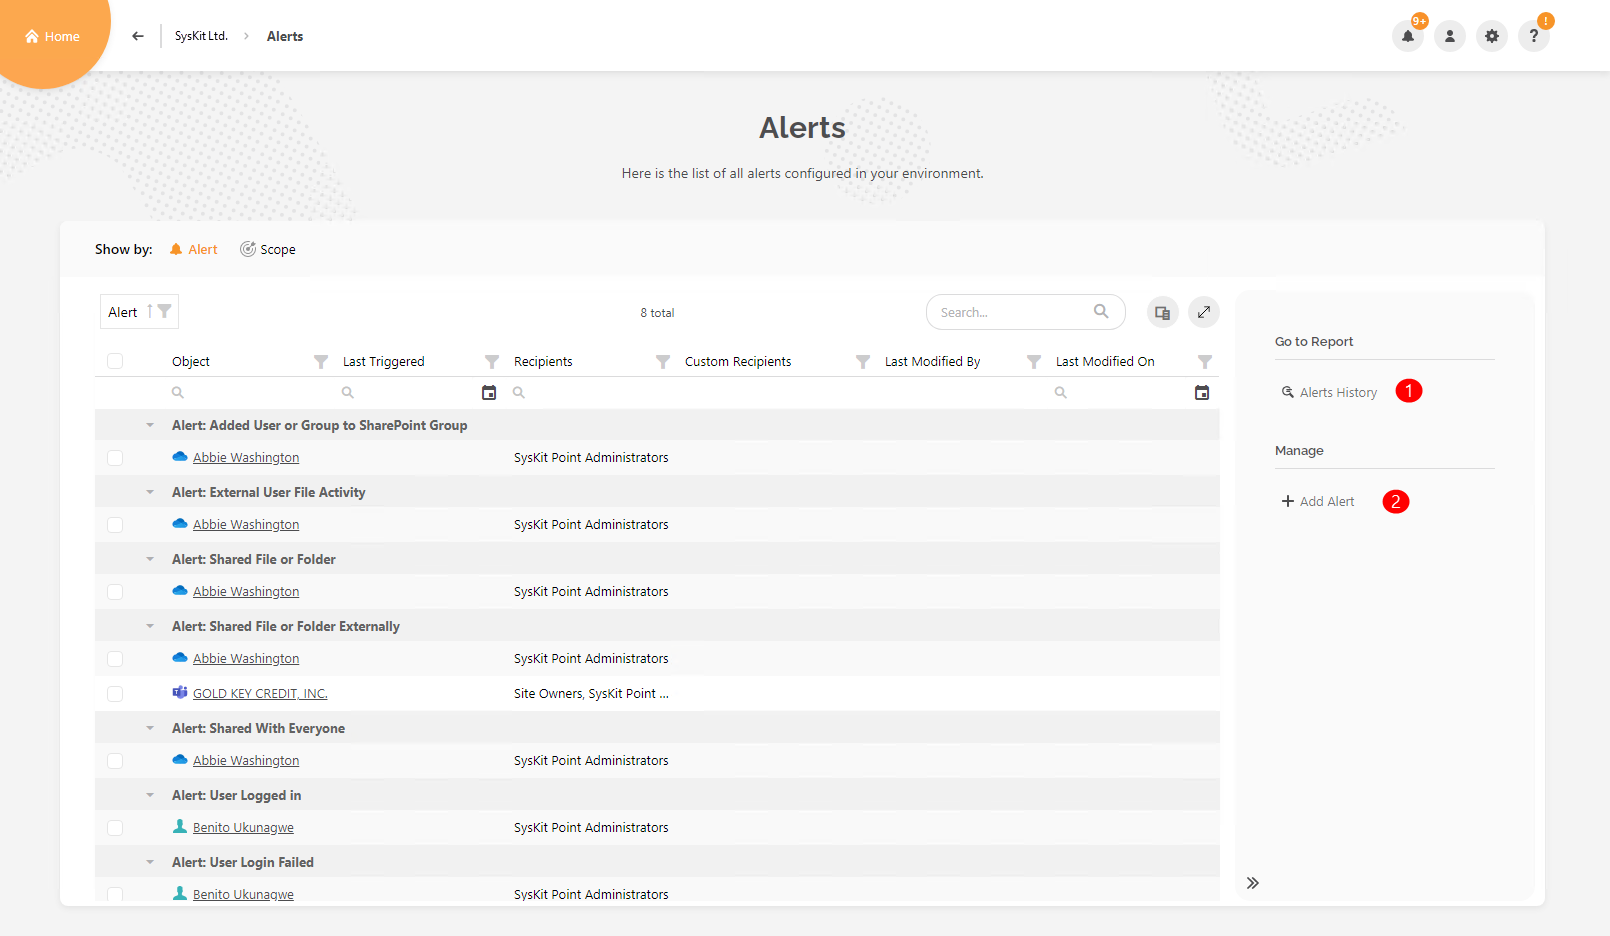 Home
SysKit Ltd. > Alerts
9+
!
?
Alerts
Here is the list of all alerts configured in your environment.
Show by: Alert Scope
Alert
8 total
Search...
Object Last Triggered Recipients Custom Recipients Last Modified By Last Modified On
Alert: Added User or Group to SharePoint Group
Abbie Washington SysKit Point Administrators
Alert: External User File Activity
Abbie Washington SysKit Point Administrators
Alert: Shared File or Folder
Abbie Washington SysKit Point Administrators
Alert: Shared File or Folder Externally
Abbie Washington SysKit Point Administrators
GOLD KEY CREDIT, INC. Site Owners, SysKit Point ...
Alert: Shared With Everyone
Abbie Washington SysKit Point Administrators
Alert: User Logged in
Benito Ukunagwe SysKit Point Administrators
Alert: User Login Failed
Benito Ukunagwe SysKit Point Administrators
Go to Report
Alerts History 1
Manage
+ Add Alert 2